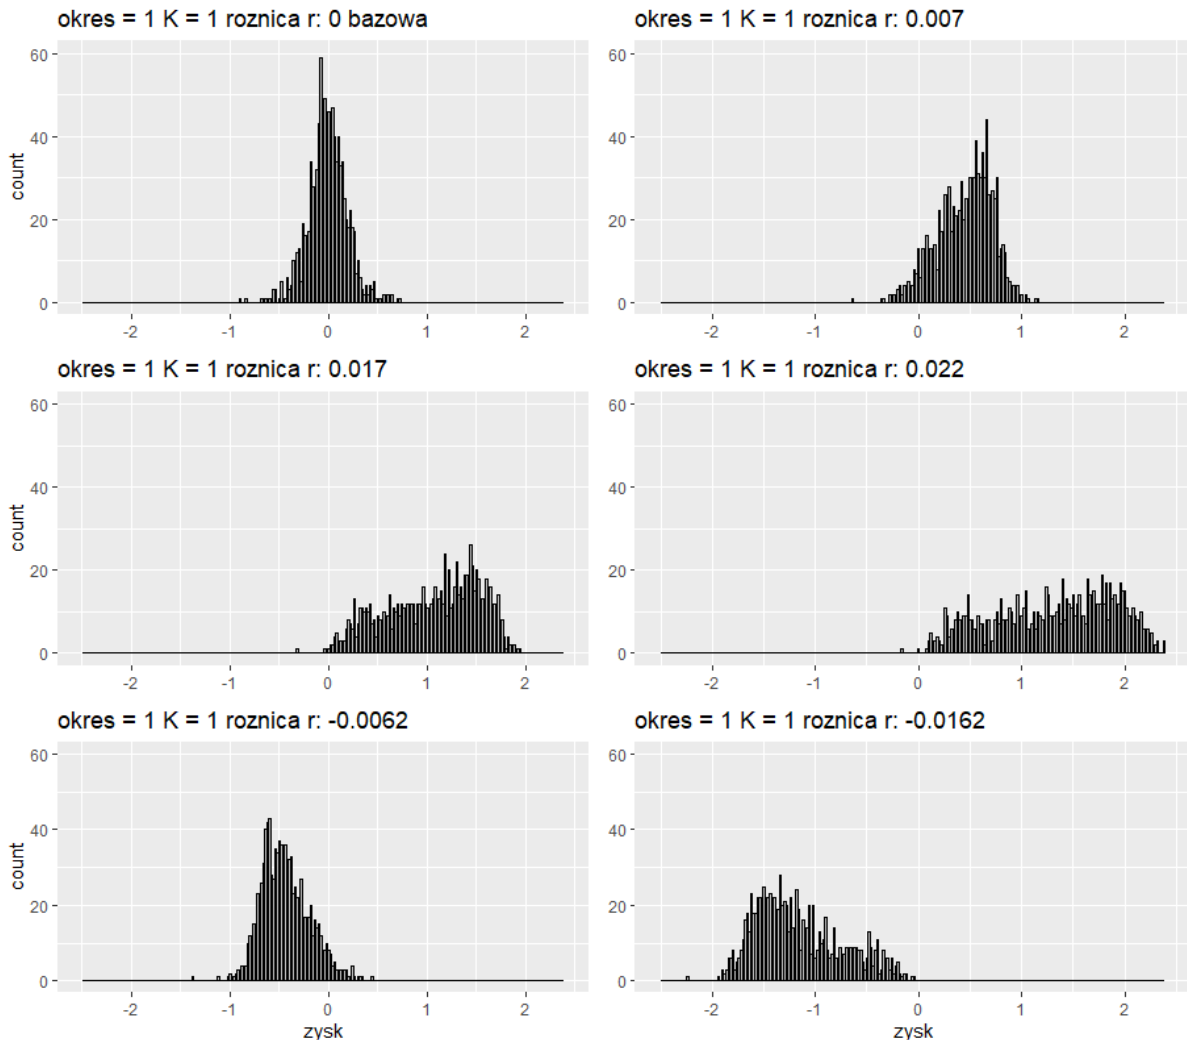 okres = 1 K = 1 roznica r: 0 bazowa
60
40
20
0
count
-2 -1 0 1 2
okres = 1 K = 1 roznica r: 0.007
60
40
20
0
-2 -1 0 1 2
okres = 1 K = 1 roznica r: 0.017
60
40
20
0
count
-2 -1 0 1 2
okres = 1 K = 1 roznica r: 0.022
60
40
20
0
-2 -1 0 1 2
okres = 1 K = 1 roznica r: -0.0062
60
40
20
0
count
-2 -1 0 1 2
zysk
okres = 1 K = 1 roznica r: -0.0162
60
40
20
0
-2 -1 0 1 2
zysk